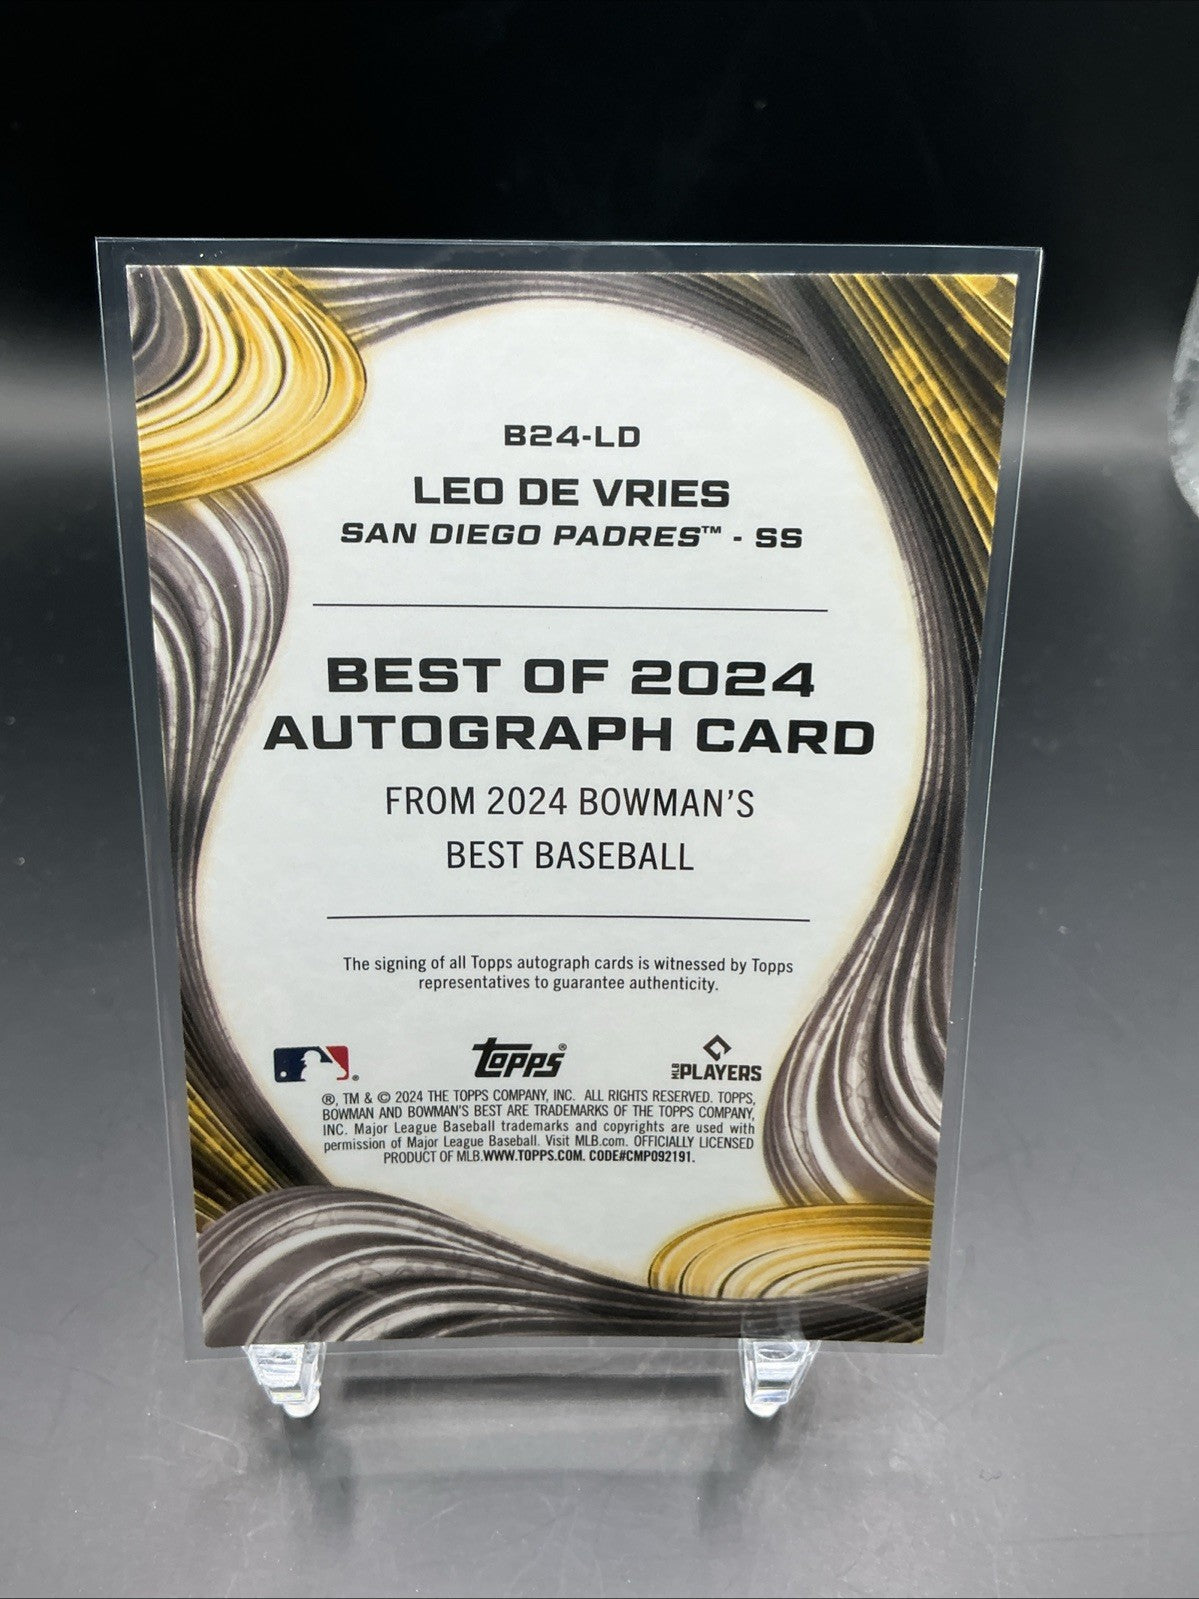 B24-LD
LEO DE VRIES
SAN DIEGO PADRES™ - SS
BEST OF 2024
AUTOGRAPH CARD
FROM 2024 BOWMAN'S
BEST BASEBALL
The signing of all Topps autograph cards is witnessed by Topps
representatives to guarantee authenticity.
® Topps® MLB PLAYERS
®, TM & © 2024 THE TOPPS COMPANY, INC. ALL RIGHTS RESERVED. TOPPS,
BOWMAN AND BOWMAN'S BEST ARE TRADEMARKS OF THE TOPPS COMPANY,
INC. Major League Baseball trademarks and copyrights are used with
permission of Major League Baseball. Visit MLB.com. OFFICIALLY LICENSED
PRODUCT OF MLB.WWW.TOPPS.COM. CODE#CMP092191.